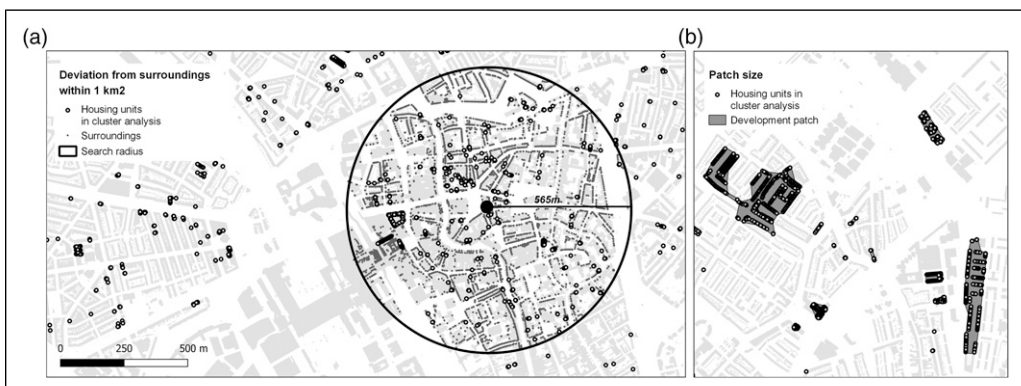 (a)
Deviation from surroundings
within 1 km2
Housing units
in cluster analysis
Surroundings
Search radius
565m
0 250 500 m
(b)
Patch size
Housing units in
cluster analysis
Development patch